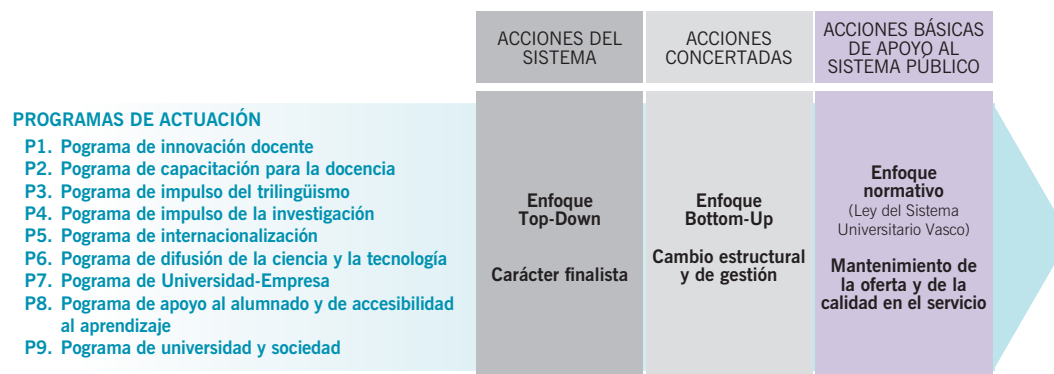 ACCIONES DEL
SISTEMA
ACCIONES
CONCERTADAS
ACCIONES BÁSICAS
DE APOYO AL
SISTEMA PÚBLICO
PROGRAMAS DE ACTUACIÓN
P1. Pograma de innovación docente
P2. Pograma de capacitación para la docencia
P3. Pograma de impulso del trilingüismo
P4. Pograma de impulso de la investigación
P5. Pograma de internacionalización
P6. Pograma de difusión de la ciencia y la tecnología
P7. Pograma de Universidad-Empresa
P8. Pograma de apoyo al alumnado y de accesibilidad
al aprendizaje
P9. Pograma de universidad y sociedad
Enfoque
Top-Down
Carácter finalista
Enfoque
Bottom-Up
Cambio estructural
y de gestión
Enfoque
normativo
(Ley del Sistema
Universitario Vasco)
Mantenimiento de
la oferta y de la
calidad en el servicio